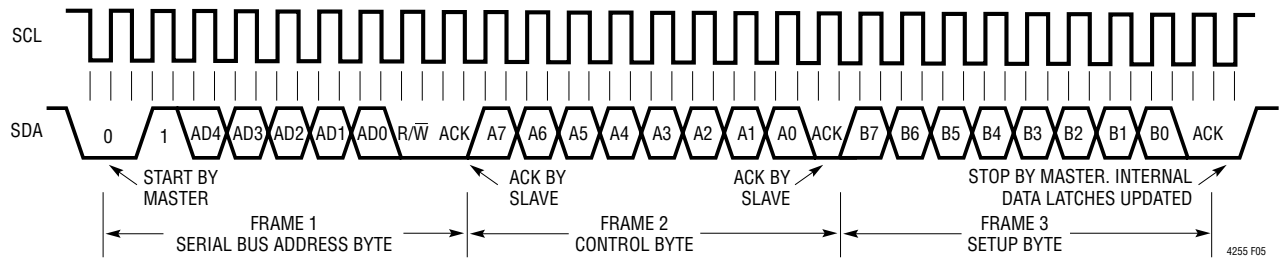 SCL
SDA 0 1 AD4 AD3 AD2 AD1 AD0 R/W̅ ACK A7 A6 A5 A4 A3 A2 A1 A0 ACK B7 B6 B5 B4 B3 B2 B1 B0 ACK
START BY
MASTER
ACK BY
SLAVE
ACK BY
SLAVE
STOP BY MASTER. INTERNAL
DATA LATCHES UPDATED
FRAME 1
SERIAL BUS ADDRESS BYTE
FRAME 2
CONTROL BYTE
FRAME 3
SETUP BYTE
4255 F05